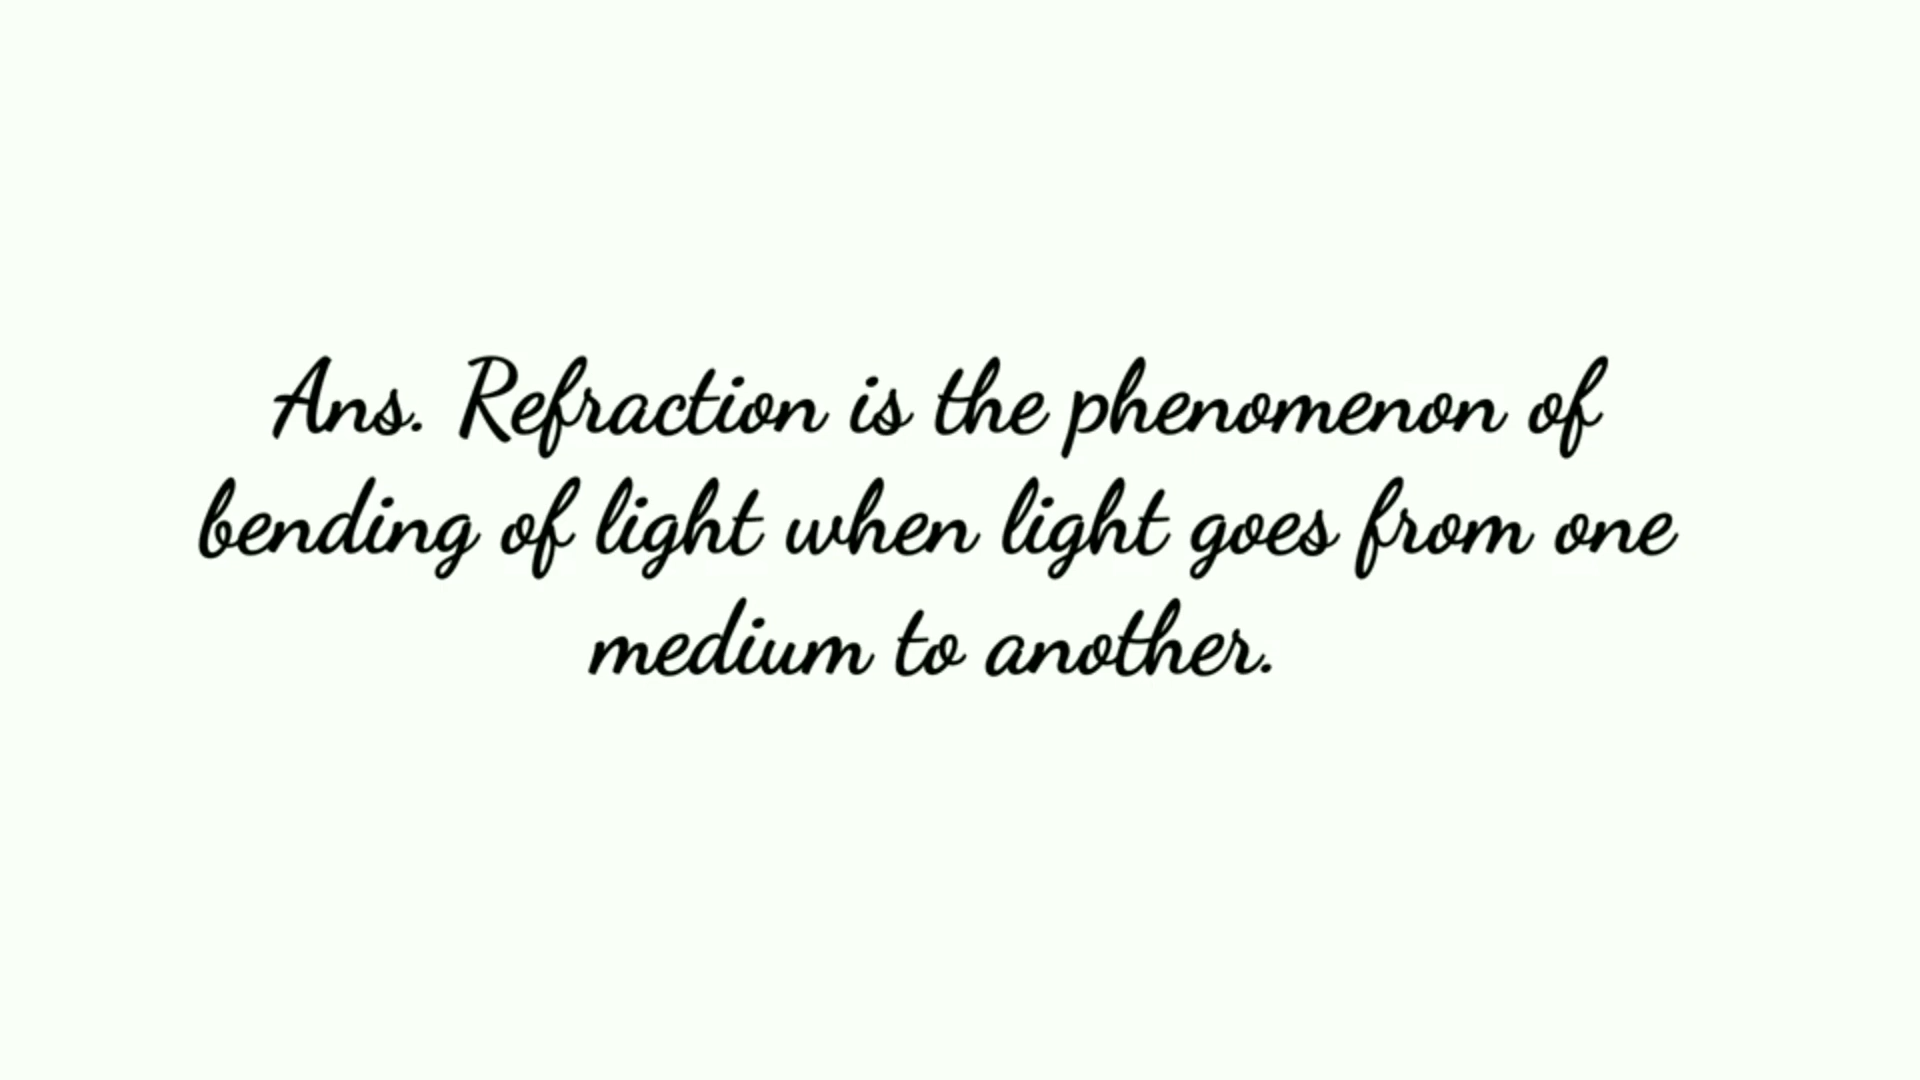 Ans. Refraction is the phenomenon of
bending of light when light goes from one
medium to another.